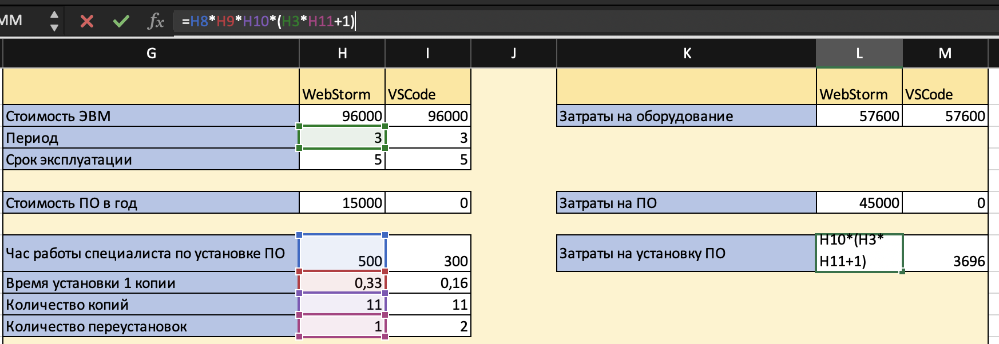 ММ fx =H8*H9*H10*(H3*H11+1)
G H I J K L M
WebStorm VSCode WebStorm VSCode
Стоимость ЭВМ 96000 96000 Затраты на оборудование 57600 57600
Период 3 3
Срок эксплуатации 5 5
Стоимость ПО в год 15000 0 Затраты на ПО 45000 0
H10*(H3*
Час работы специалиста по установке ПО 500 300 Затраты на установку ПО H11+1) 3696
Время установки 1 копии 0,33 0,16
Количество копий 11 11
Количество переустановок 1 2